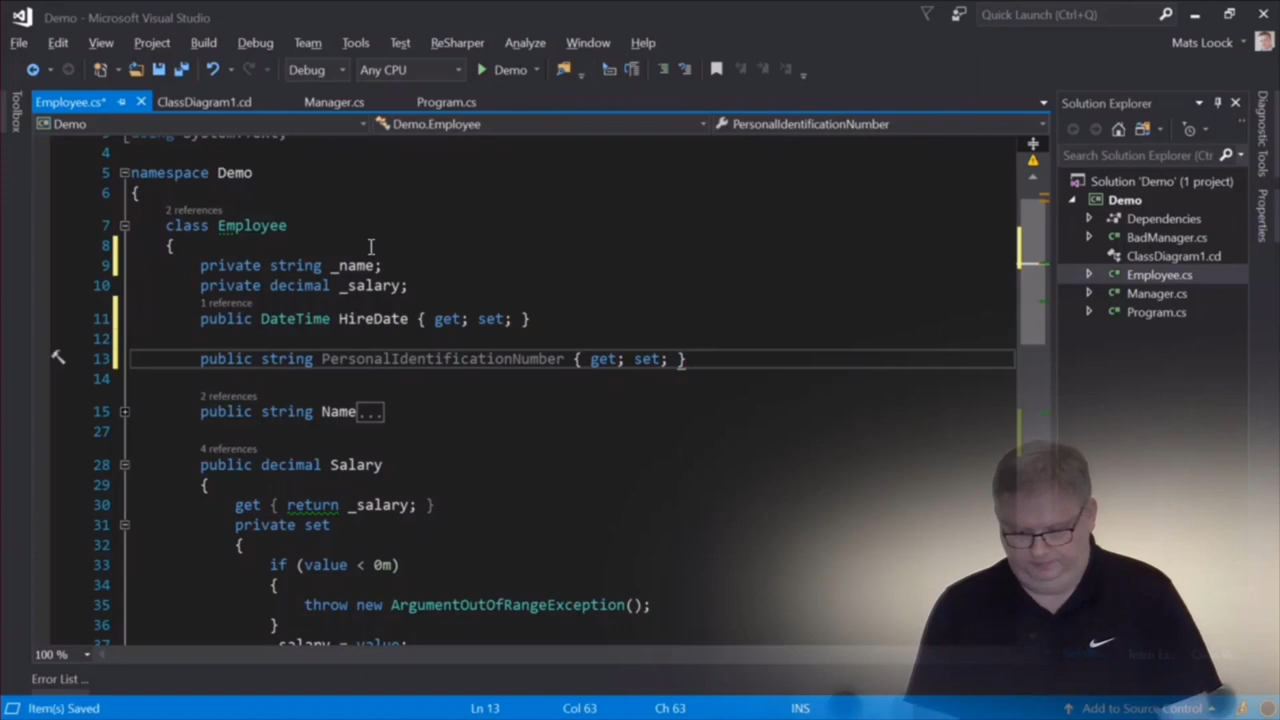 Demo - Microsoft Visual Studio
Quick Launch (Ctrl+Q)
File Edit View Project Build Debug Team Tools Test ReSharper Analyze Window Help
Mats Loock
Debug Any CPU Demo
Employee.cs* ClassDiagram1.cd Manager.cs Program.cs
Demo Demo.Employee PersonalIdentificationNumber
Toolbox
4
5 namespace Demo
6 {
2 references
7 class Employee
8 {
9 private string _name;
10 private decimal _salary;
1 reference
11 public DateTime HireDate { get; set; }
12
13 public string PersonalIdentificationNumber { get; set; }
14
2 references
15 public string Name...
27
4 references
28 public decimal Salary
29 {
30 get { return _salary; }
31 private set
32 {
33 if (value < 0m)
34 {
35 throw new ArgumentOutOfRangeException();
36 }
37 _salary = value;
100 %
Error List ...
Item(s) Saved Ln 13 Col 63 Ch 63 INS Add to Source Control
Solution Explorer
Search Solution Explorer (Ctrl
Solution 'Demo' (1 project)
Demo
Dependencies
BadManager.cs
ClassDiagram1.cd
Employee.cs
Manager.cs
Program.cs
Diagnostic Tools
Properties